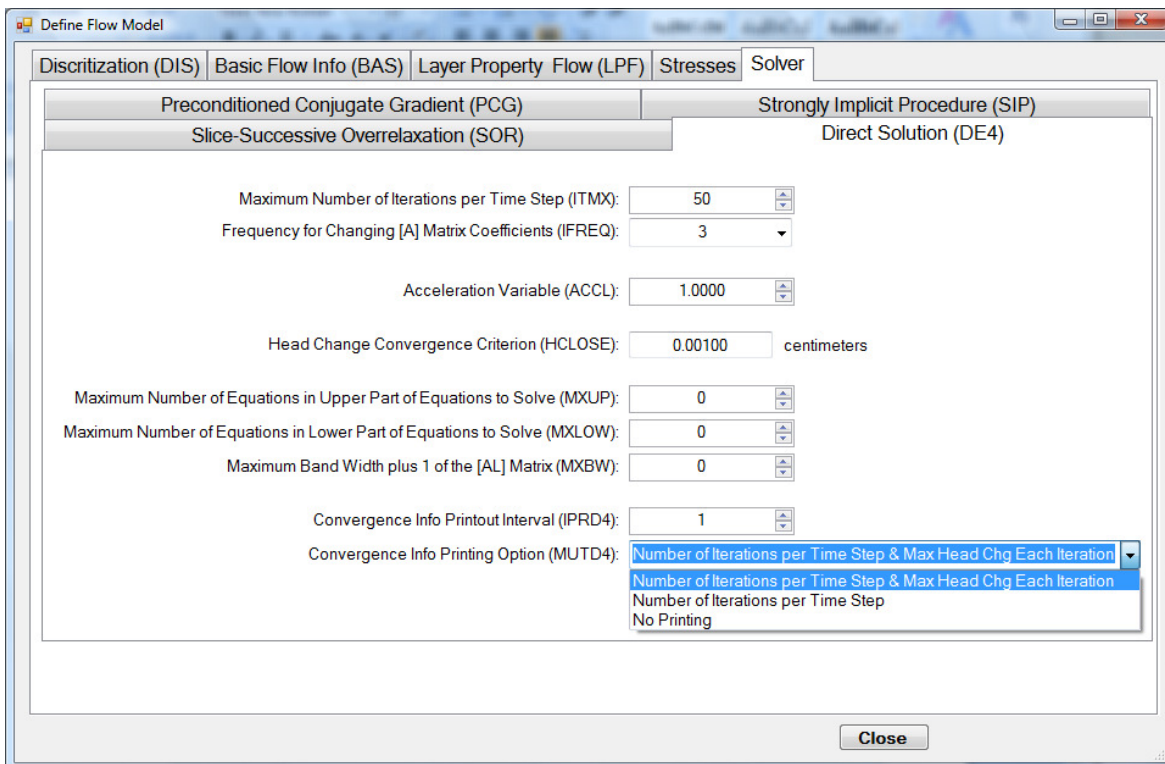 Define Flow Model
Discritization (DIS) Basic Flow Info (BAS) Layer Property Flow (LPF) Stresses Solver
Preconditioned Conjugate Gradient (PCG) Strongly Implicit Procedure (SIP)
Slice-Successive Overrelaxation (SOR) Direct Solution (DE4)
Maximum Number of Iterations per Time Step (ITMX): 50
Frequency for Changing [A] Matrix Coefficients (IFREQ): 3
Acceleration Variable (ACCL): 1.0000
Head Change Convergence Criterion (HCLOSE): 0.00100 centimeters
Maximum Number of Equations in Upper Part of Equations to Solve (MXUP): 0
Maximum Number of Equations in Lower Part of Equations to Solve (MXLOW): 0
Maximum Band Width plus 1 of the [AL] Matrix (MXBW): 0
Convergence Info Printout Interval (IPRD4): 1
Convergence Info Printing Option (MUTD4): Number of Iterations per Time Step & Max Head Chg Each Iteration
Number of Iterations per Time Step & Max Head Chg Each Iteration
Number of Iterations per Time Step
No Printing
Close